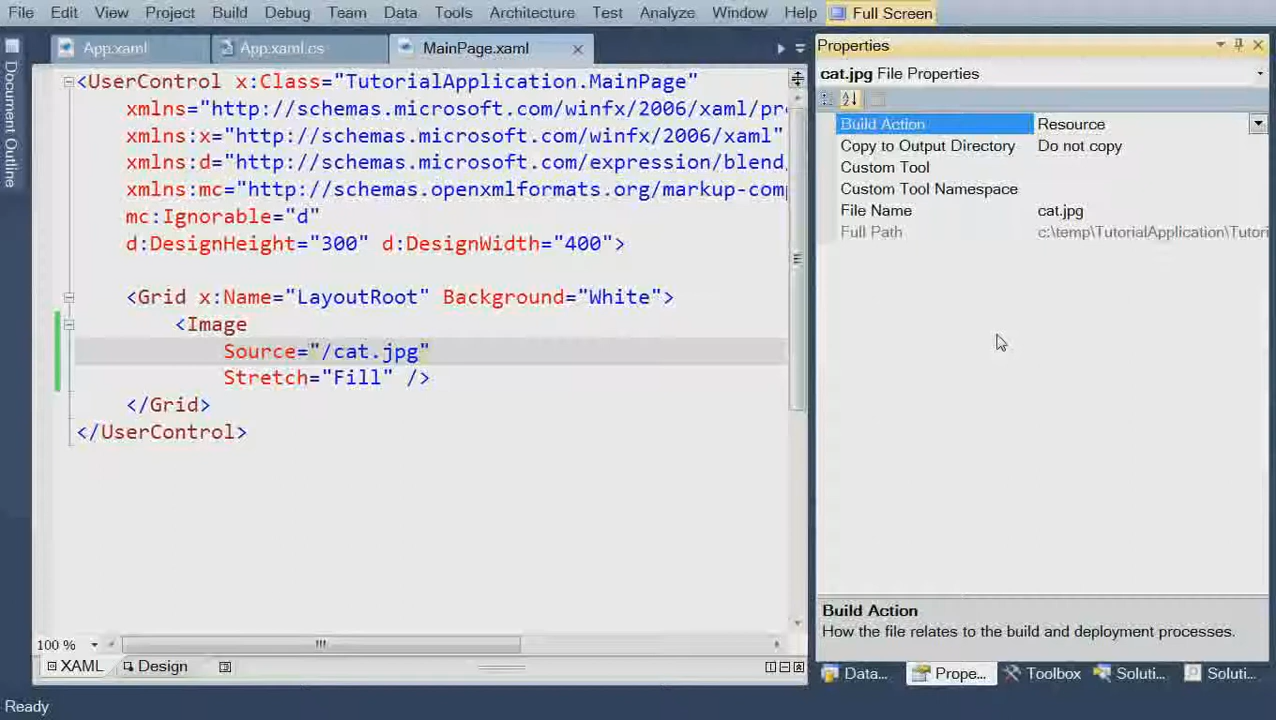 File Edit View Project Build Debug Team Data Tools Architecture Test Analyze Window Help Full Screen
Document Outline
App.xaml App.xaml.cs MainPage.xaml
<UserControl x:Class="TutorialApplication.MainPage"
xmlns="http://schemas.microsoft.com/winfx/2006/xaml/pre
xmlns:x="http://schemas.microsoft.com/winfx/2006/xaml"
xmlns:d="http://schemas.microsoft.com/expression/blend
xmlns:mc="http://schemas.openxmlformats.org/markup-comp
mc:Ignorable="d"
d:DesignHeight="300" d:DesignWidth="400">
<Grid x:Name="LayoutRoot" Background="White">
<Image
Source="/cat.jpg"
Stretch="Fill" />
</Grid>
</UserControl>
100 %
XAML Design
Properties
cat.jpg File Properties
Build Action Resource
Copy to Output Directory Do not copy
Custom Tool
Custom Tool Namespace
File Name cat.jpg
Full Path c:\temp\TutorialApplication\Tutori
Build Action
How the file relates to the build and deployment processes.
Data... Prope... Toolbox Soluti... Soluti...
Ready